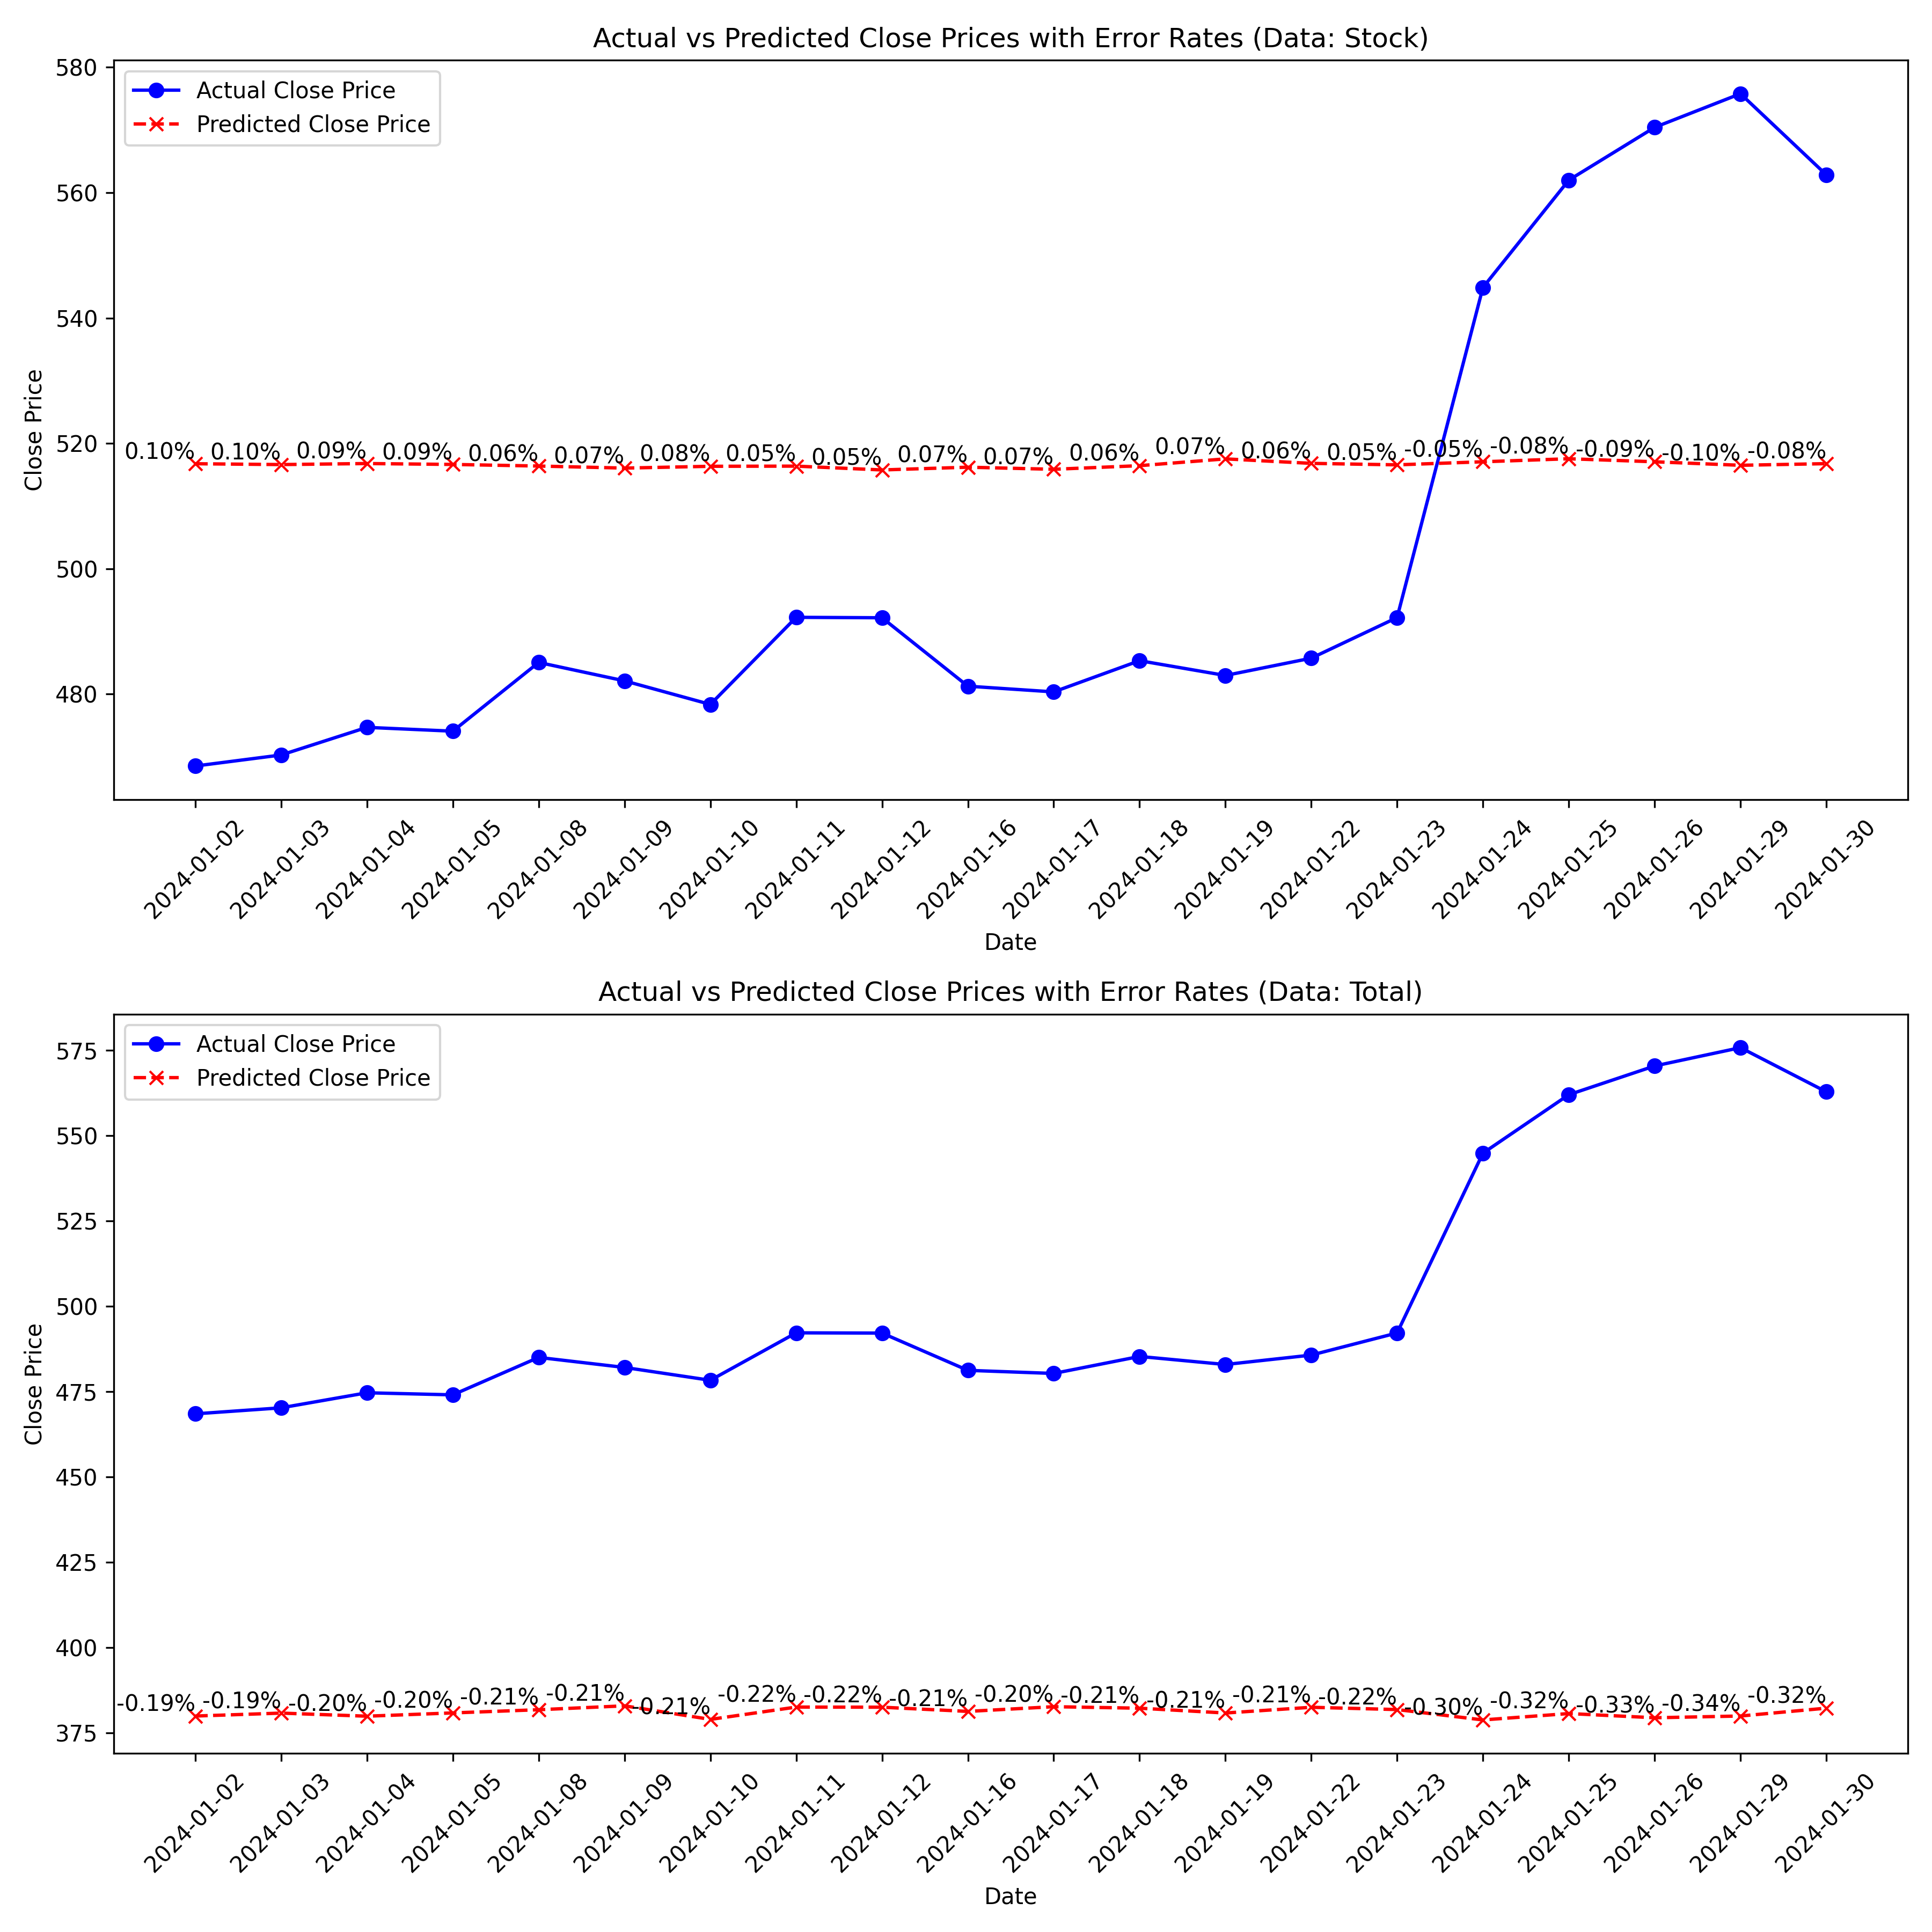 Actual vs Predicted Close Prices with Error Rates (Data: Stock)
Actual Close Price
Predicted Close Price
Close Price
580
560
540
520
500
480
0.10% 0.10% 0.09% 0.09% 0.06% 0.07% 0.08% 0.05% 0.05% 0.07% 0.07% 0.06% 0.07% 0.06% 0.05% -0.05% -0.08% -0.09% -0.10% -0.08%
2024-01-02 2024-01-03 2024-01-04 2024-01-05 2024-01-08 2024-01-09 2024-01-10 2024-01-11 2024-01-12 2024-01-16 2024-01-17 2024-01-18 2024-01-19 2024-01-22 2024-01-23 2024-01-24 2024-01-25 2024-01-26 2024-01-29 2024-01-30
Date
Actual vs Predicted Close Prices with Error Rates (Data: Total)
Actual Close Price
Predicted Close Price
Close Price
575
550
525
500
475
450
425
400
375
-0.19% -0.19% -0.20% -0.20% -0.21% -0.21% -0.21% -0.22% -0.22% -0.21% -0.20% -0.21% -0.21% -0.21% -0.22% -0.30% -0.32% -0.33% -0.34% -0.32%
2024-01-02 2024-01-03 2024-01-04 2024-01-05 2024-01-08 2024-01-09 2024-01-10 2024-01-11 2024-01-12 2024-01-16 2024-01-17 2024-01-18 2024-01-19 2024-01-22 2024-01-23 2024-01-24 2024-01-25 2024-01-26 2024-01-29 2024-01-30
Date